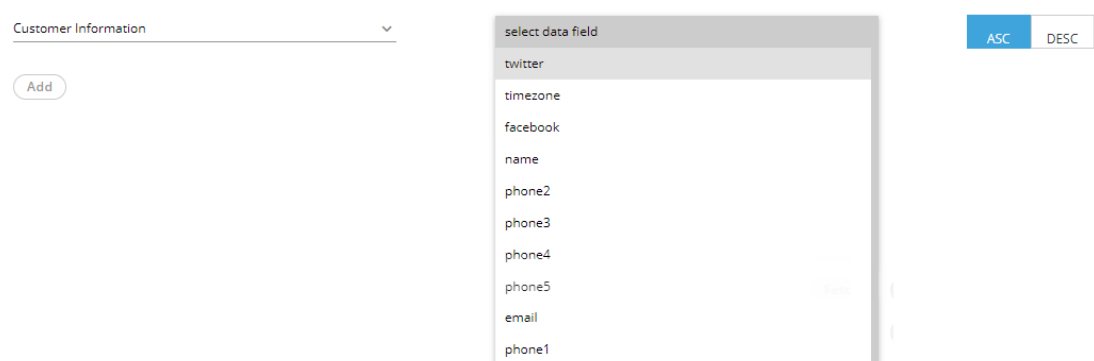 Customer Information
select data field
ASC DESC
twitter
Add
timezone
facebook
name
phone2
phone3
phone4
phone5
email
phone1